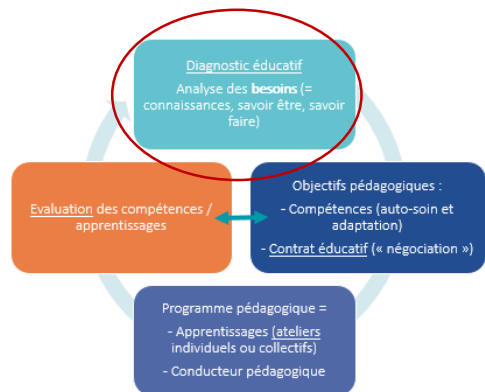 Diagnostic éducatif
Analyse des besoins (=
connaissances, savoir être, savoir
faire)
Evaluation des compétences /
apprentissages
Objectifs pédagogiques :
- Compétences (auto-soin et
adaptation)
- Contrat éducatif (« négociation »)
Programme pédagogique =
- Apprentissages (ateliers
individuels ou collectifs)
- Conducteur pédagogique